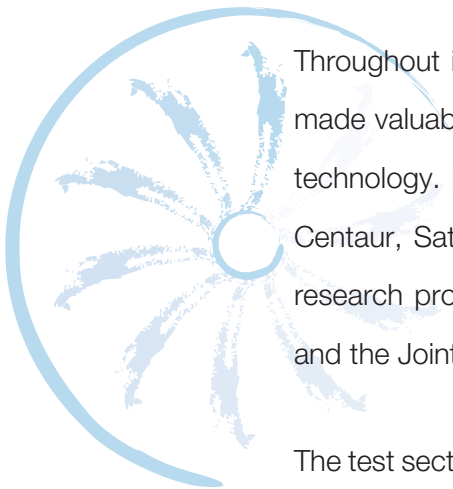 Throughout i
made valuab
technology.
Centaur, Sat
research pro
and the Joint
The test sect